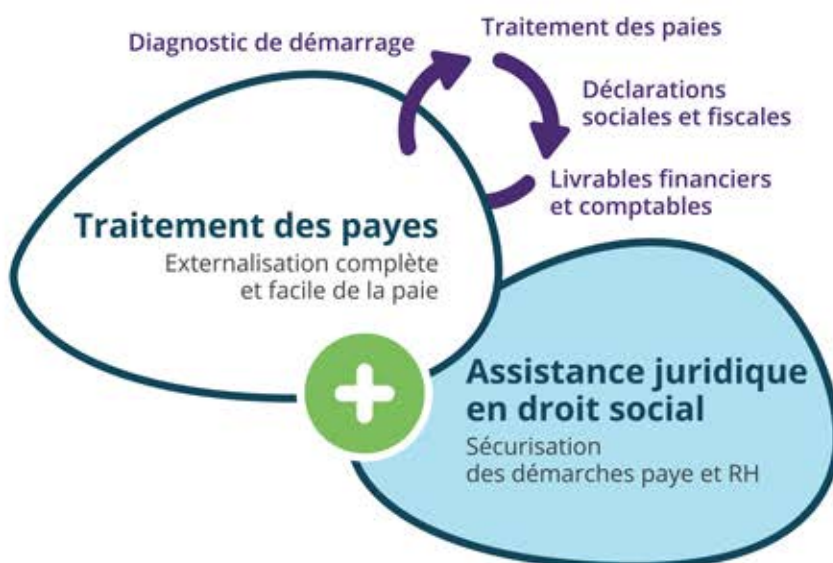 Diagnostic de démarrage
Traitement des paies
Déclarations
sociales et fiscales
Livrables financiers
et comptables
Traitement des payes
Externalisation complète
et facile de la paie
Assistance juridique
en droit social
Sécurisation
des démarches paye et RH